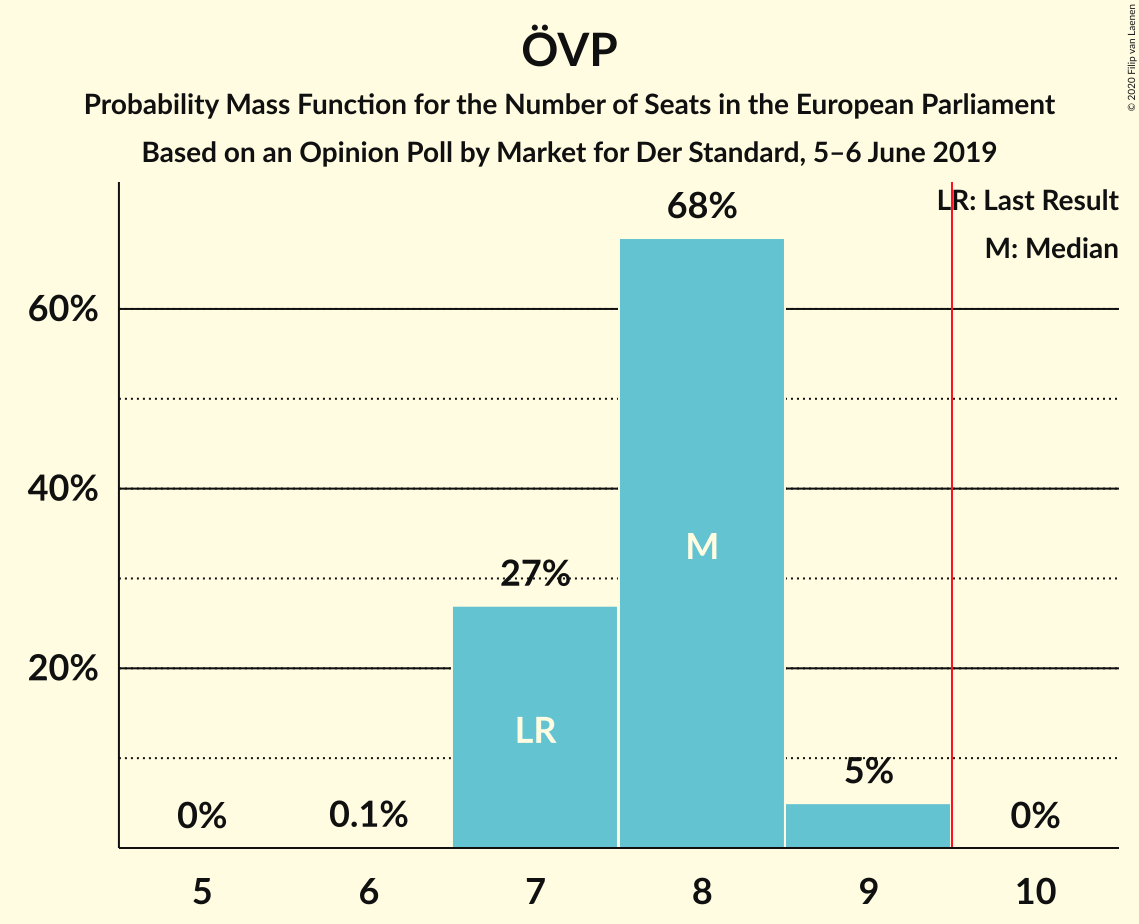 ÖVP
Probability Mass Function for the Number of Seats in the European Parliament
Based on an Opinion Poll by Market for Der Standard, 5–6 June 2019
© 2020 Filip van Laenen
LR: Last Result
M: Median
68%
60%
40%
M
27%
20%
LR
5%
0%
0.1%
0%
5
6
7
8
9
10